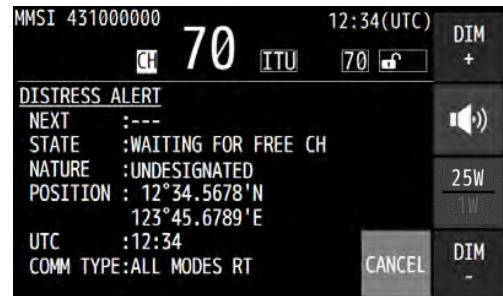 MMSI 431000000
12:34(UTC)
CH 70 ITU 70
DIM
+
DISTRESS ALERT
NEXT :---
STATE :WAITING FOR FREE CH
NATURE :UNDESIGNATED
POSITION : 12°34.5678'N
123°45.6789'E
UTC :12:34
COMM TYPE:ALL MODES RT
25W
1W
CANCEL
DIM
-